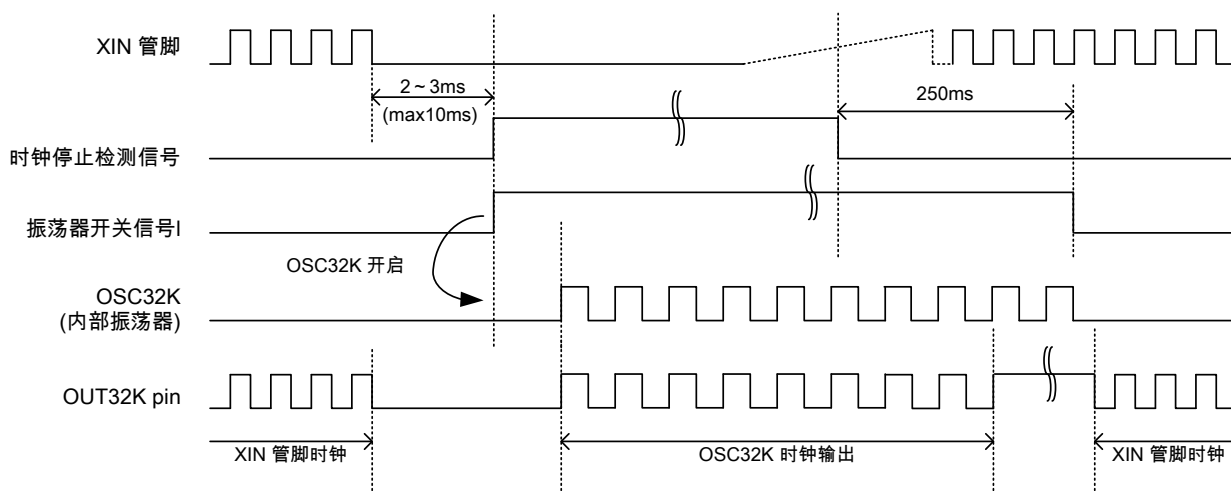 XIN 管脚
2～3ms
(max10ms)
250ms
时钟停止检测信号
振荡器开关信号I
OSC32K 开启
OSC32K
(内部振荡器)
OUT32K pin
XIN 管脚时钟
OSC32K 时钟输出
XIN 管脚时钟